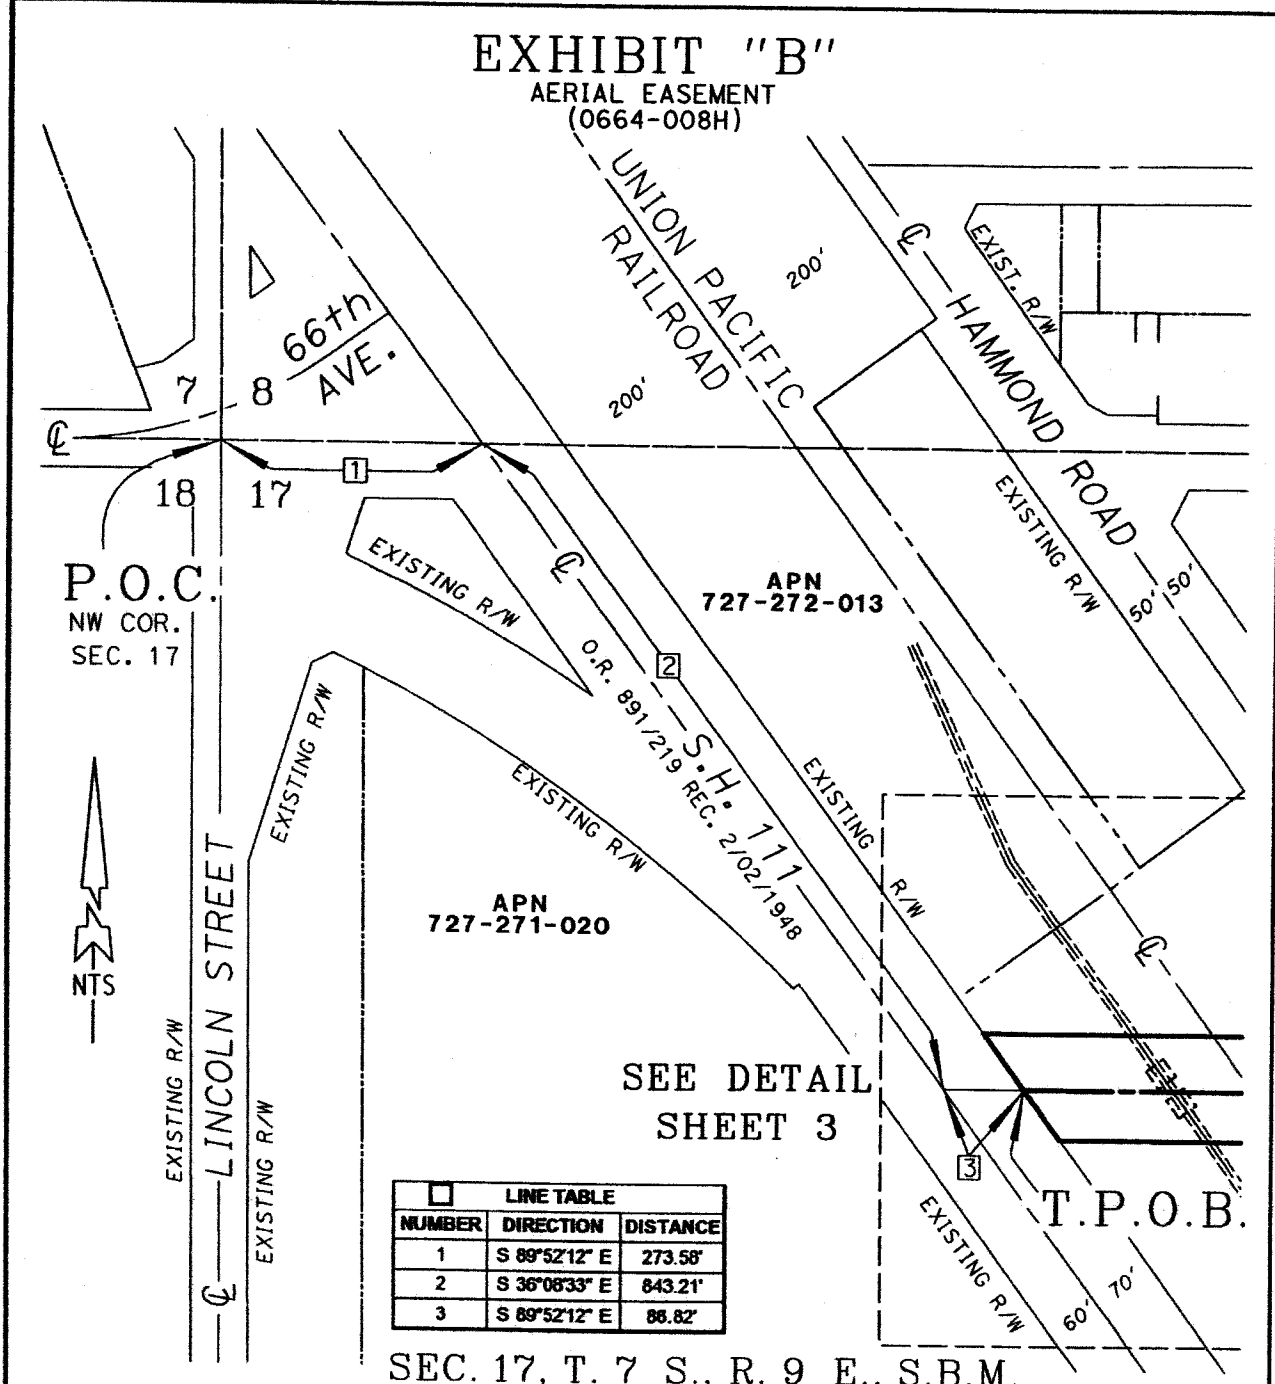 EXHIBIT "B"
AERIAL EASEMENT
(0664-008H)
UNION PACIFIC
RAILROAD
200'
200'
℄ HAMMOND ROAD
EXIST. R/W
66th
AVE.
7
8
℄
18
17
1
P.O.C.
NW COR.
SEC. 17
EXISTING R/W
℄
APN
727-272-013
EXISTING R/W
50'
50'
2
O.R. 891/219 REC. 2/02/1948
S.H. 111
EXISTING R/W
EXISTING R/W
EXISTING R/W
APN
727-271-020
NTS
℄ LINCOLN STREET
EXISTING R/W
EXISTING R/W
℄
SEE DETAIL
SHEET 3
3
T.P.O.B.
EXISTING R/W
60'
70'
LINE TABLE
NUMBER DIRECTION DISTANCE
1 S 89°52'12" E 273.58'
2 S 36°08'33" E 843.21'
3 S 89°52'12" E 86.82'
SEC. 17, T. 7 S., R. 9 E., S.B.M.